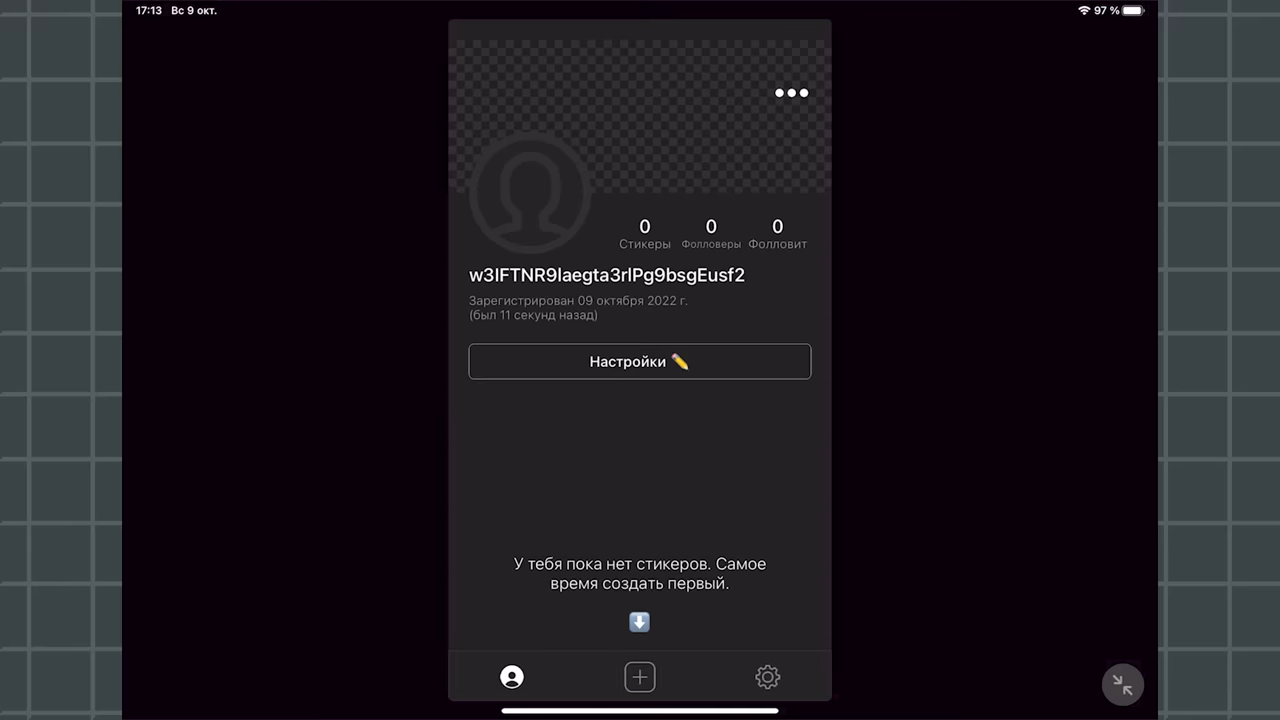 17:13 Вс 9 окт.
97 %
0 0 0
Стикеры Фолловеры Фолловит
w3IFTNR9laegta3rlPg9bsgEusf2
Зарегистрирован 09 октября 2022 г.
(был 11 секунд назад)
Настройки ✏️
У тебя пока нет стикеров. Самое
время создать первый.
⬇️